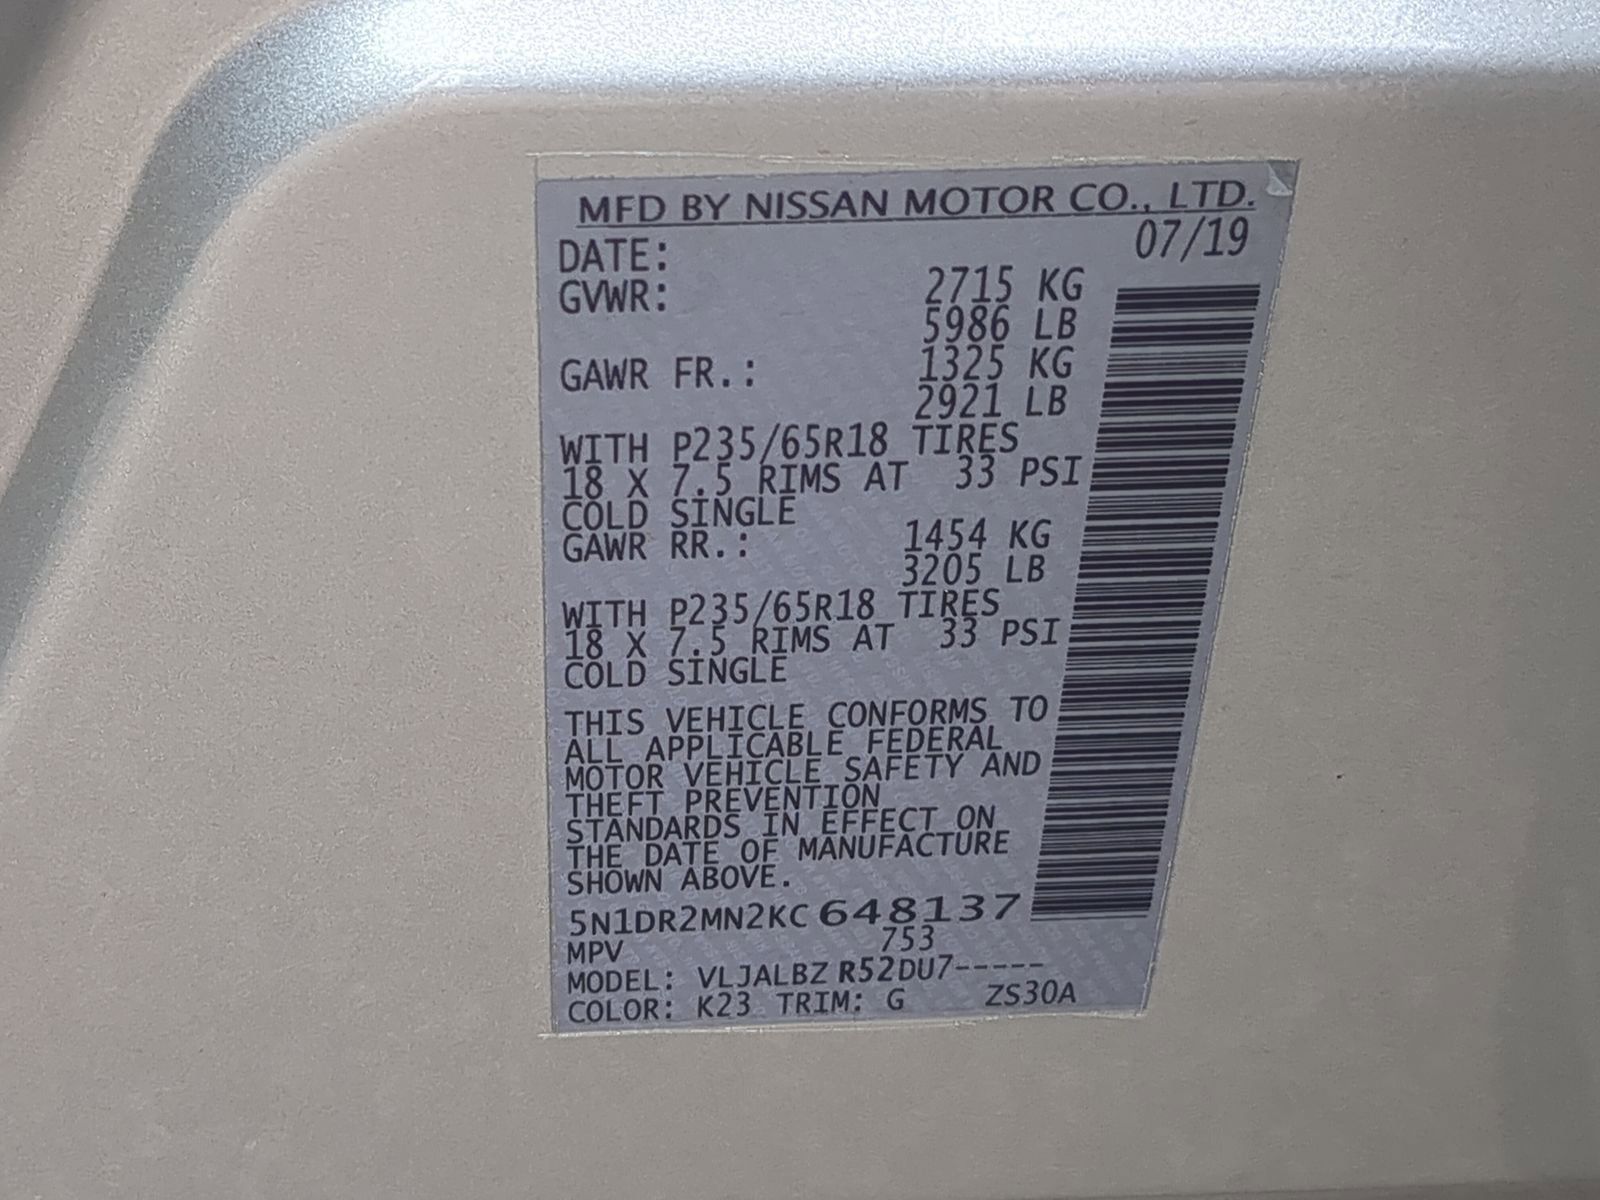 MFD BY NISSAN MOTOR CO., LTD.
DATE: 07/19
GVWR: 2715 KG
5986 LB
GAWR FR.: 1325 KG
2921 LB
WITH P235/65R18 TIRES
18 X 7.5 RIMS AT 33 PSI
COLD SINGLE
GAWR RR.: 1454 KG
3205 LB
WITH P235/65R18 TIRES
18 X 7.5 RIMS AT 33 PSI
COLD SINGLE
THIS VEHICLE CONFORMS TO
ALL APPLICABLE FEDERAL
MOTOR VEHICLE SAFETY AND
THEFT PREVENTION
STANDARDS IN EFFECT ON
THE DATE OF MANUFACTURE
SHOWN ABOVE.
5N1DR2MN2KC648137
MPV 753
MODEL: VLJALBZ R52DU7-----
COLOR: K23 TRIM: G ZS30A